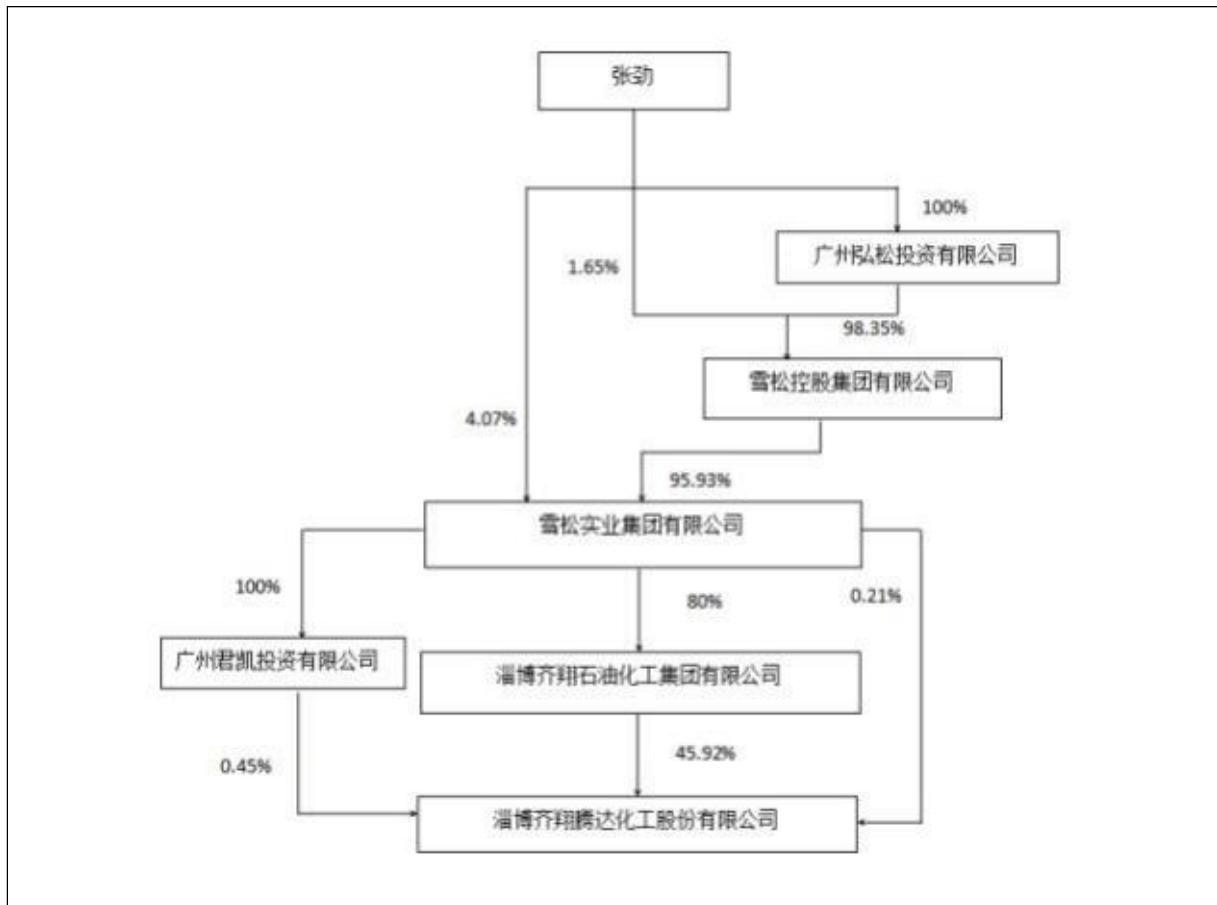 张劲
100%
广州弘松投资有限公司
1.65%
98.35%
雪松控股集团有限公司
4.07%
95.93%
雪松实业集团有限公司
100%
80%
0.21%
广州君凯投资有限公司
淄博齐翔石油化工集团有限公司
0.45%
45.92%
淄博齐翔腾达化工股份有限公司